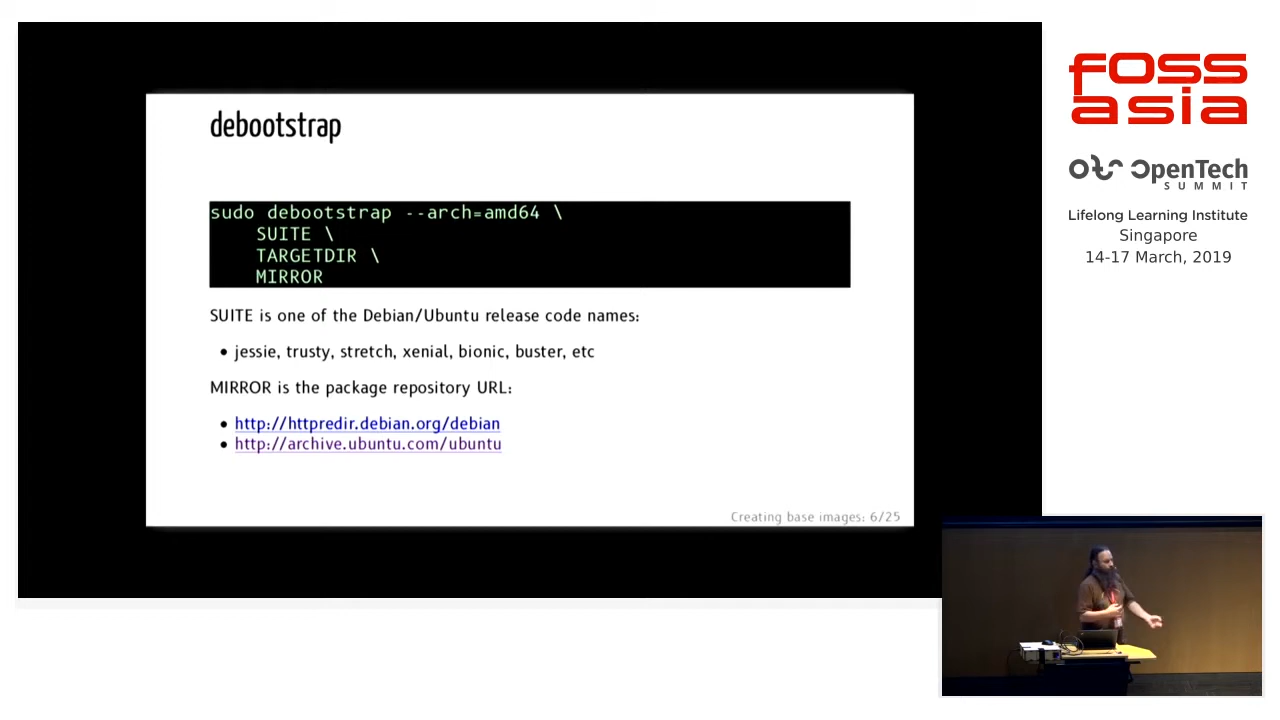 debootstrap
sudo debootstrap --arch=amd64 \
SUITE \
TARGETDIR \
MIRROR
SUITE is one of the Debian/Ubuntu release code names:
• jessie, trusty, stretch, xenial, bionic, buster, etc
MIRROR is the package repository URL:
• http://httpredir.debian.org/debian
• http://archive.ubuntu.com/ubuntu
Creating base images: 6/25
fOSS
asia
OpenTech
SUMMIT
Lifelong Learning Institute
Singapore
14-17 March, 2019